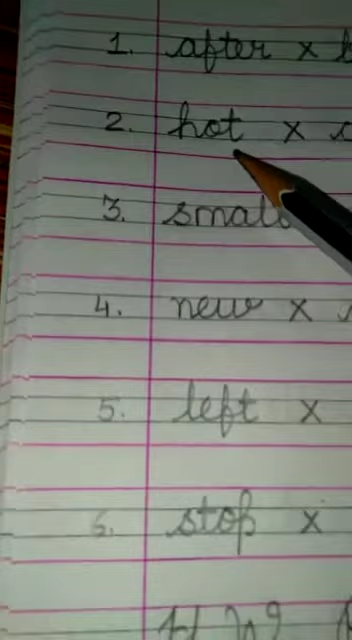 1. after x
2. hot x
3. small
4. new x
5. left x
6. stop x